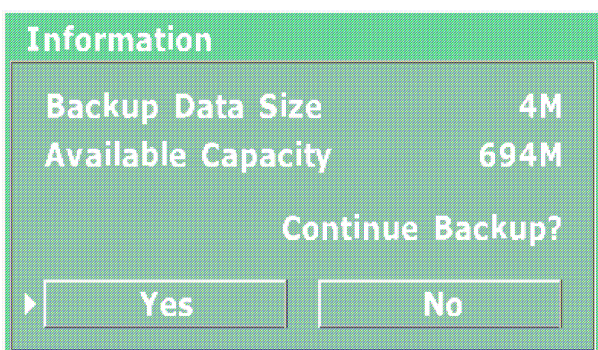 Information
Backup Data Size 4M
Available Capacity 694M
Continue Backup?
Yes No